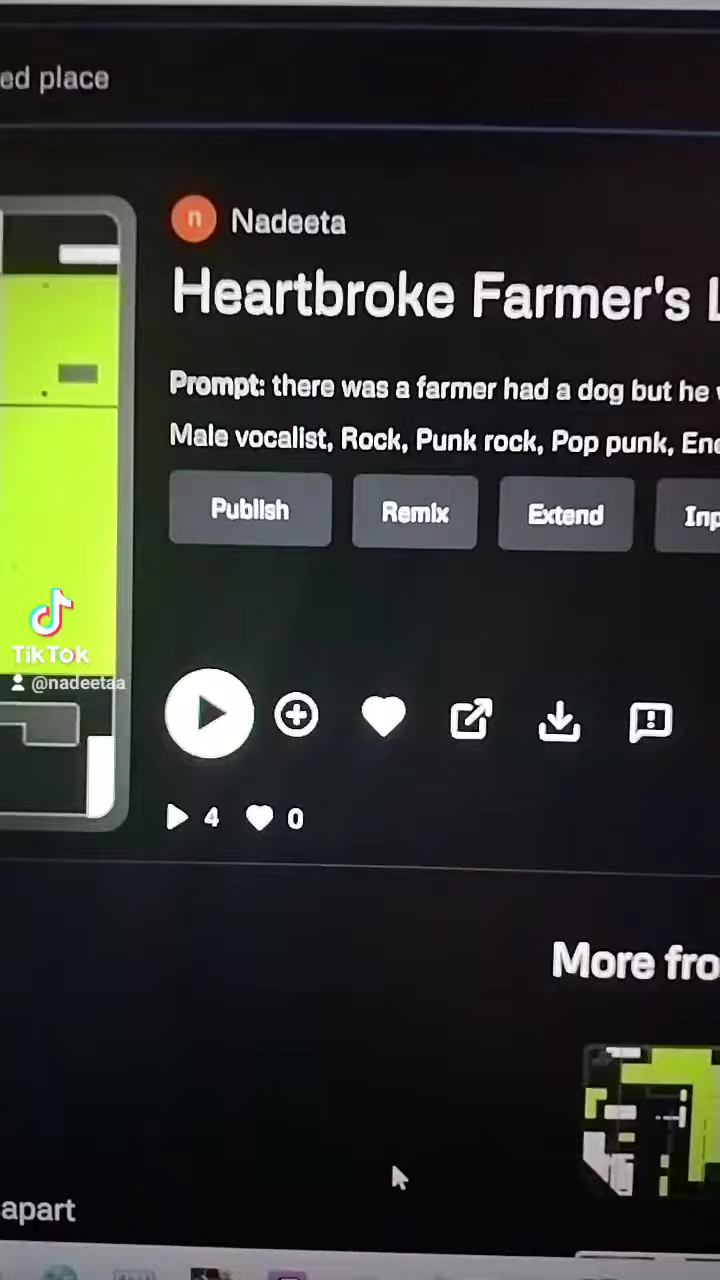 ed place
n Nadeeta
Heartbroke Farmer's L
Prompt: there was a farmer had a dog but he
Male vocalist, Rock, Punk rock, Pop punk, Ene
Publish Remix Extend Inp
TikTok
@nadeetaa
4 0
More fro
apart